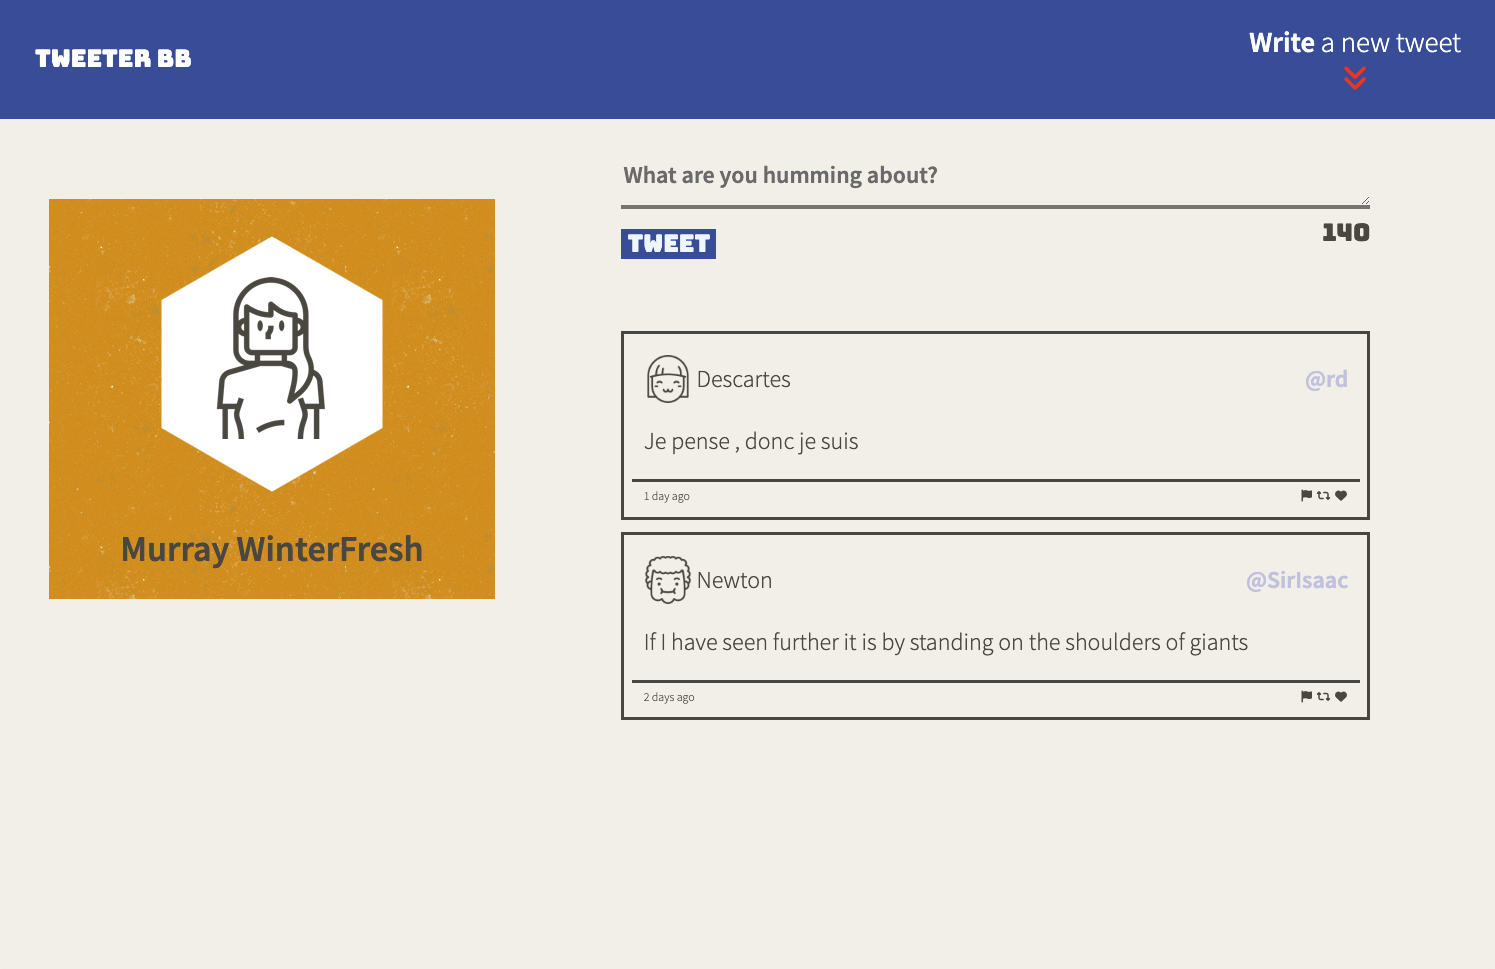 TWEETER BB
Write a new tweet
What are you humming about?
TWEET
140
Murray WinterFresh
Descartes
@rd
Je pense , donc je suis
1 day ago
Newton
@SirIsaac
If I have seen further it is by standing on the shoulders of giants
2 days ago